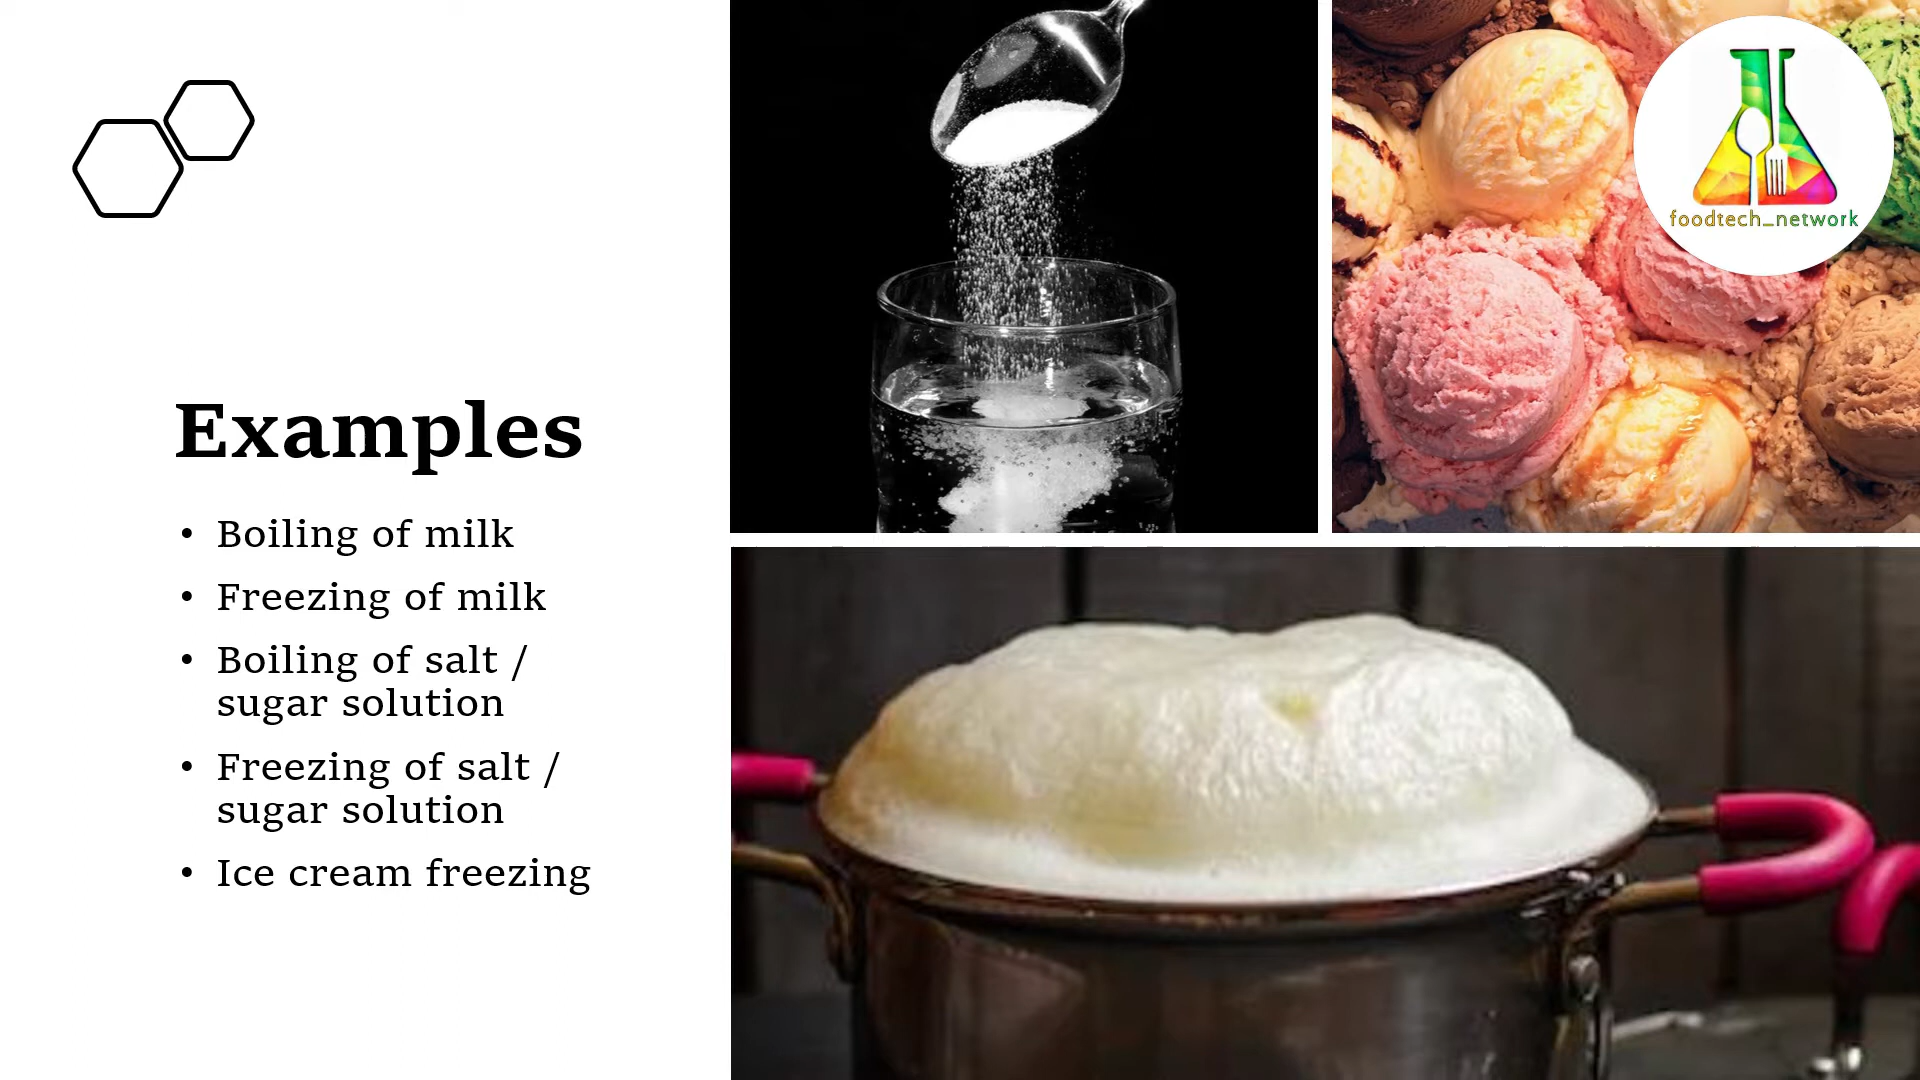 foodtech_network
Examples
• Boiling of milk
• Freezing of milk
• Boiling of salt /
sugar solution
• Freezing of salt /
sugar solution
• Ice cream freezing